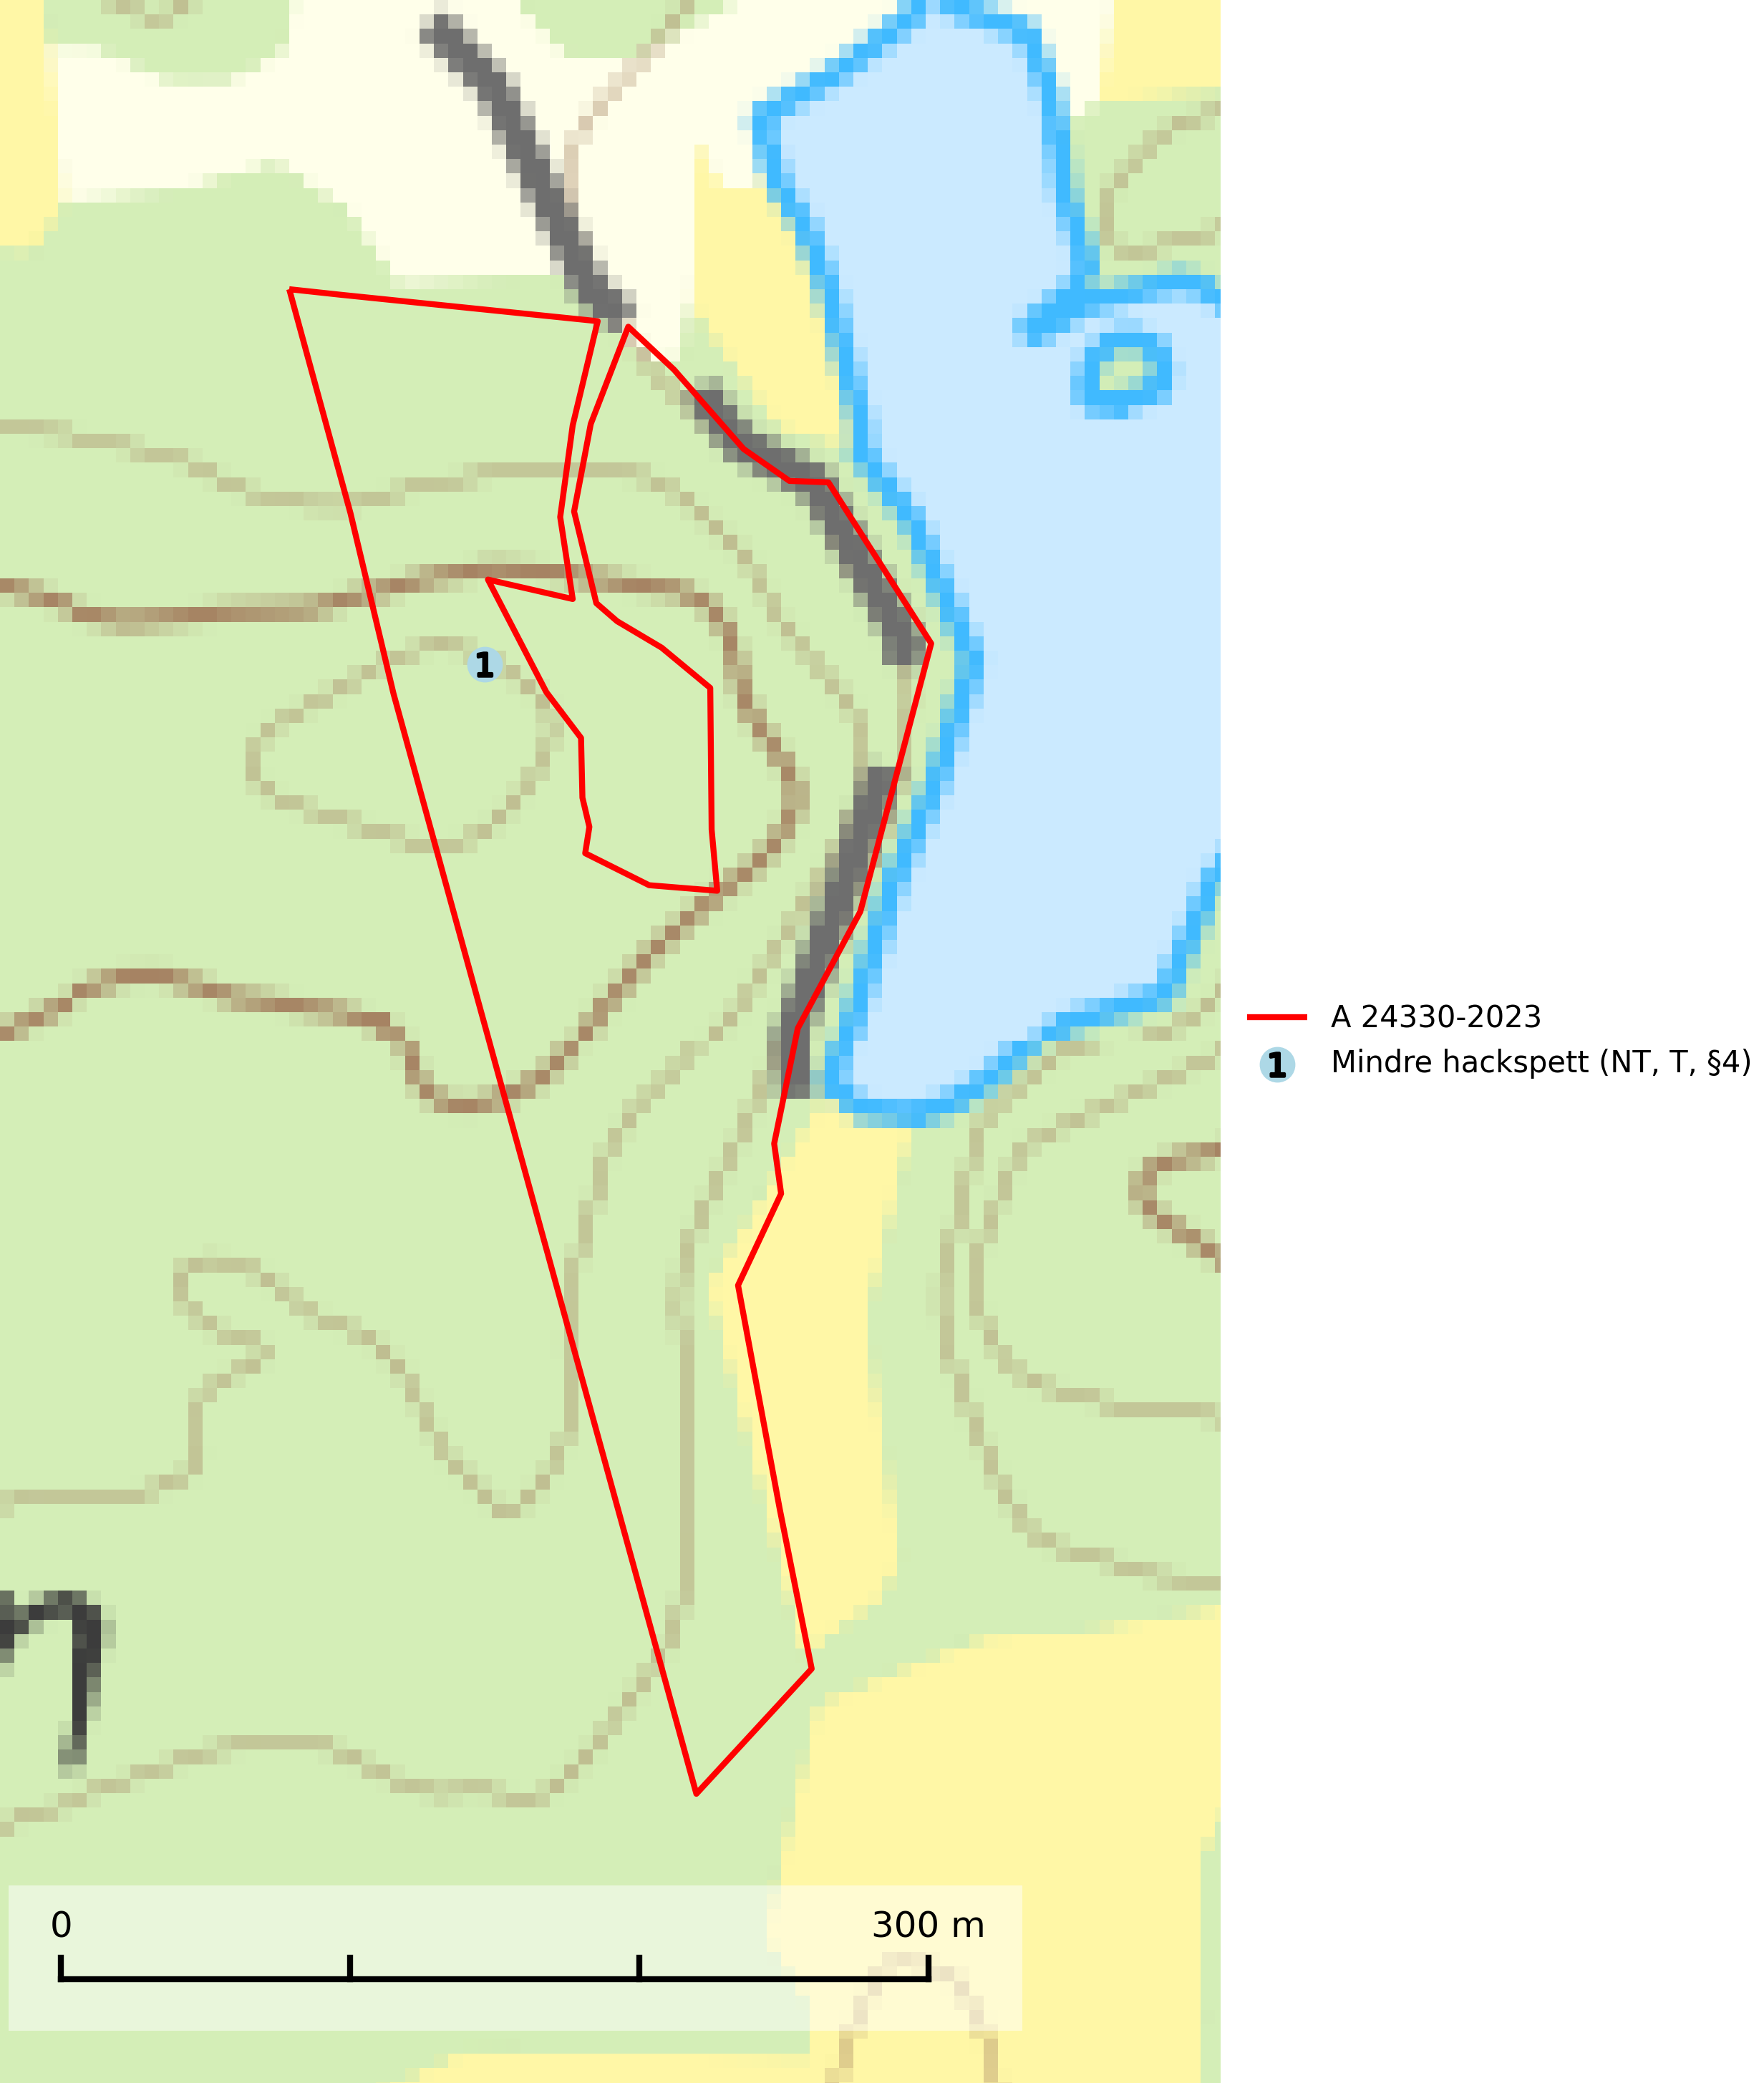 1
A 24330-2023
1 Mindre hackspett (NT, T, §4)
0 300 m